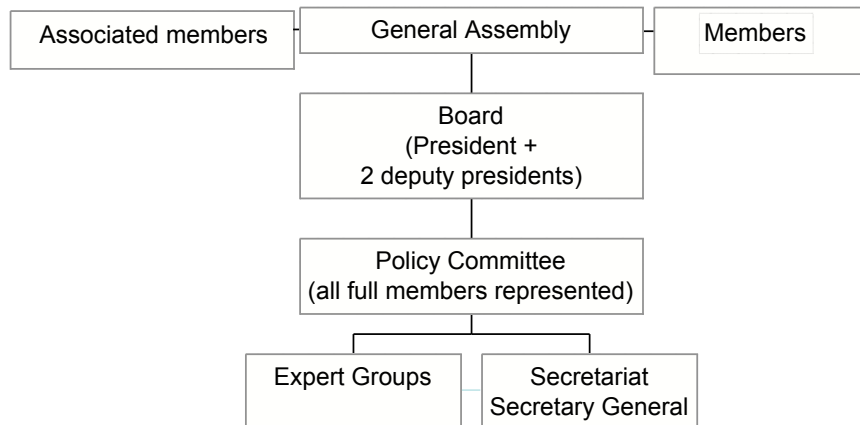 Associated members
General Assembly
Members
Board
(President +
2 deputy presidents)
Policy Committee
(all full members represented)
Expert Groups
Secretariat
Secretary General